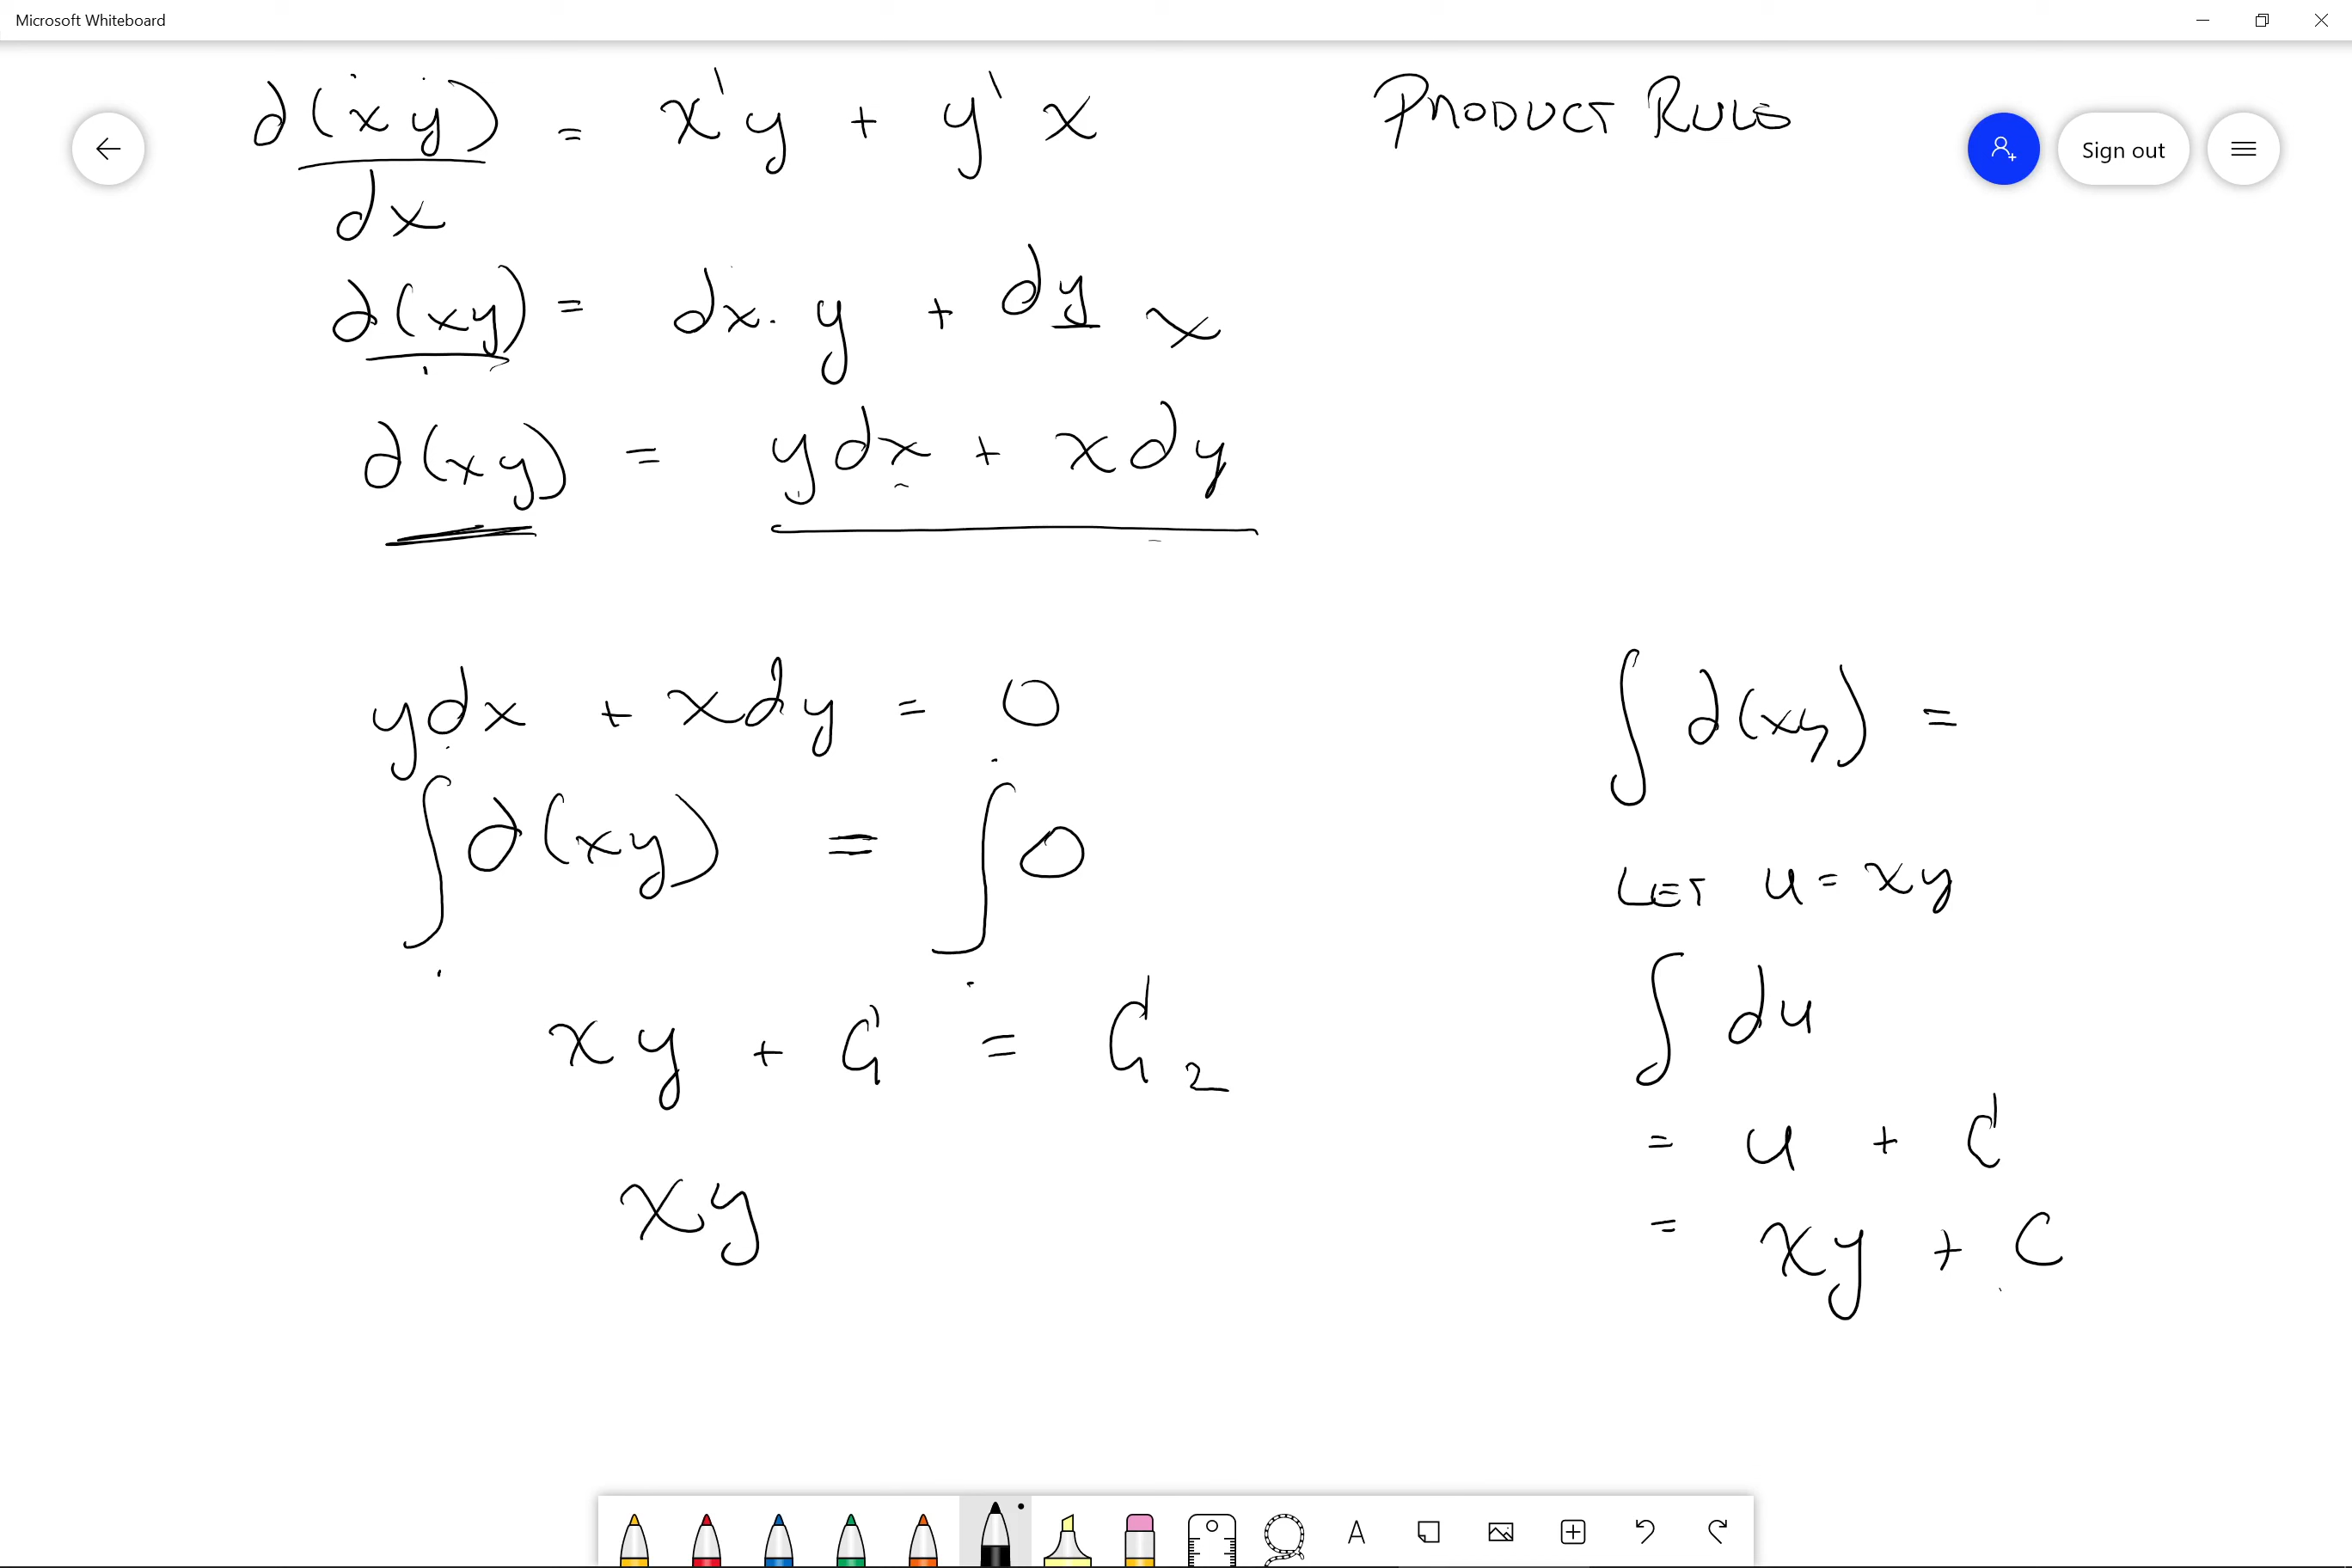 Microsoft Whiteboard
d(xy)/dx = x'y + y'x
PRODUCT RULE
Sign out
d(xy) = dx · y + dy x
d(xy) = ydx + xdy
ydx + xdy = 0
∫ d(xy) = ∫ 0
xy + C₁ = C₂
xy
∫ d(xy) =
LET u = xy
∫ du
= u + C
= xy + C
A